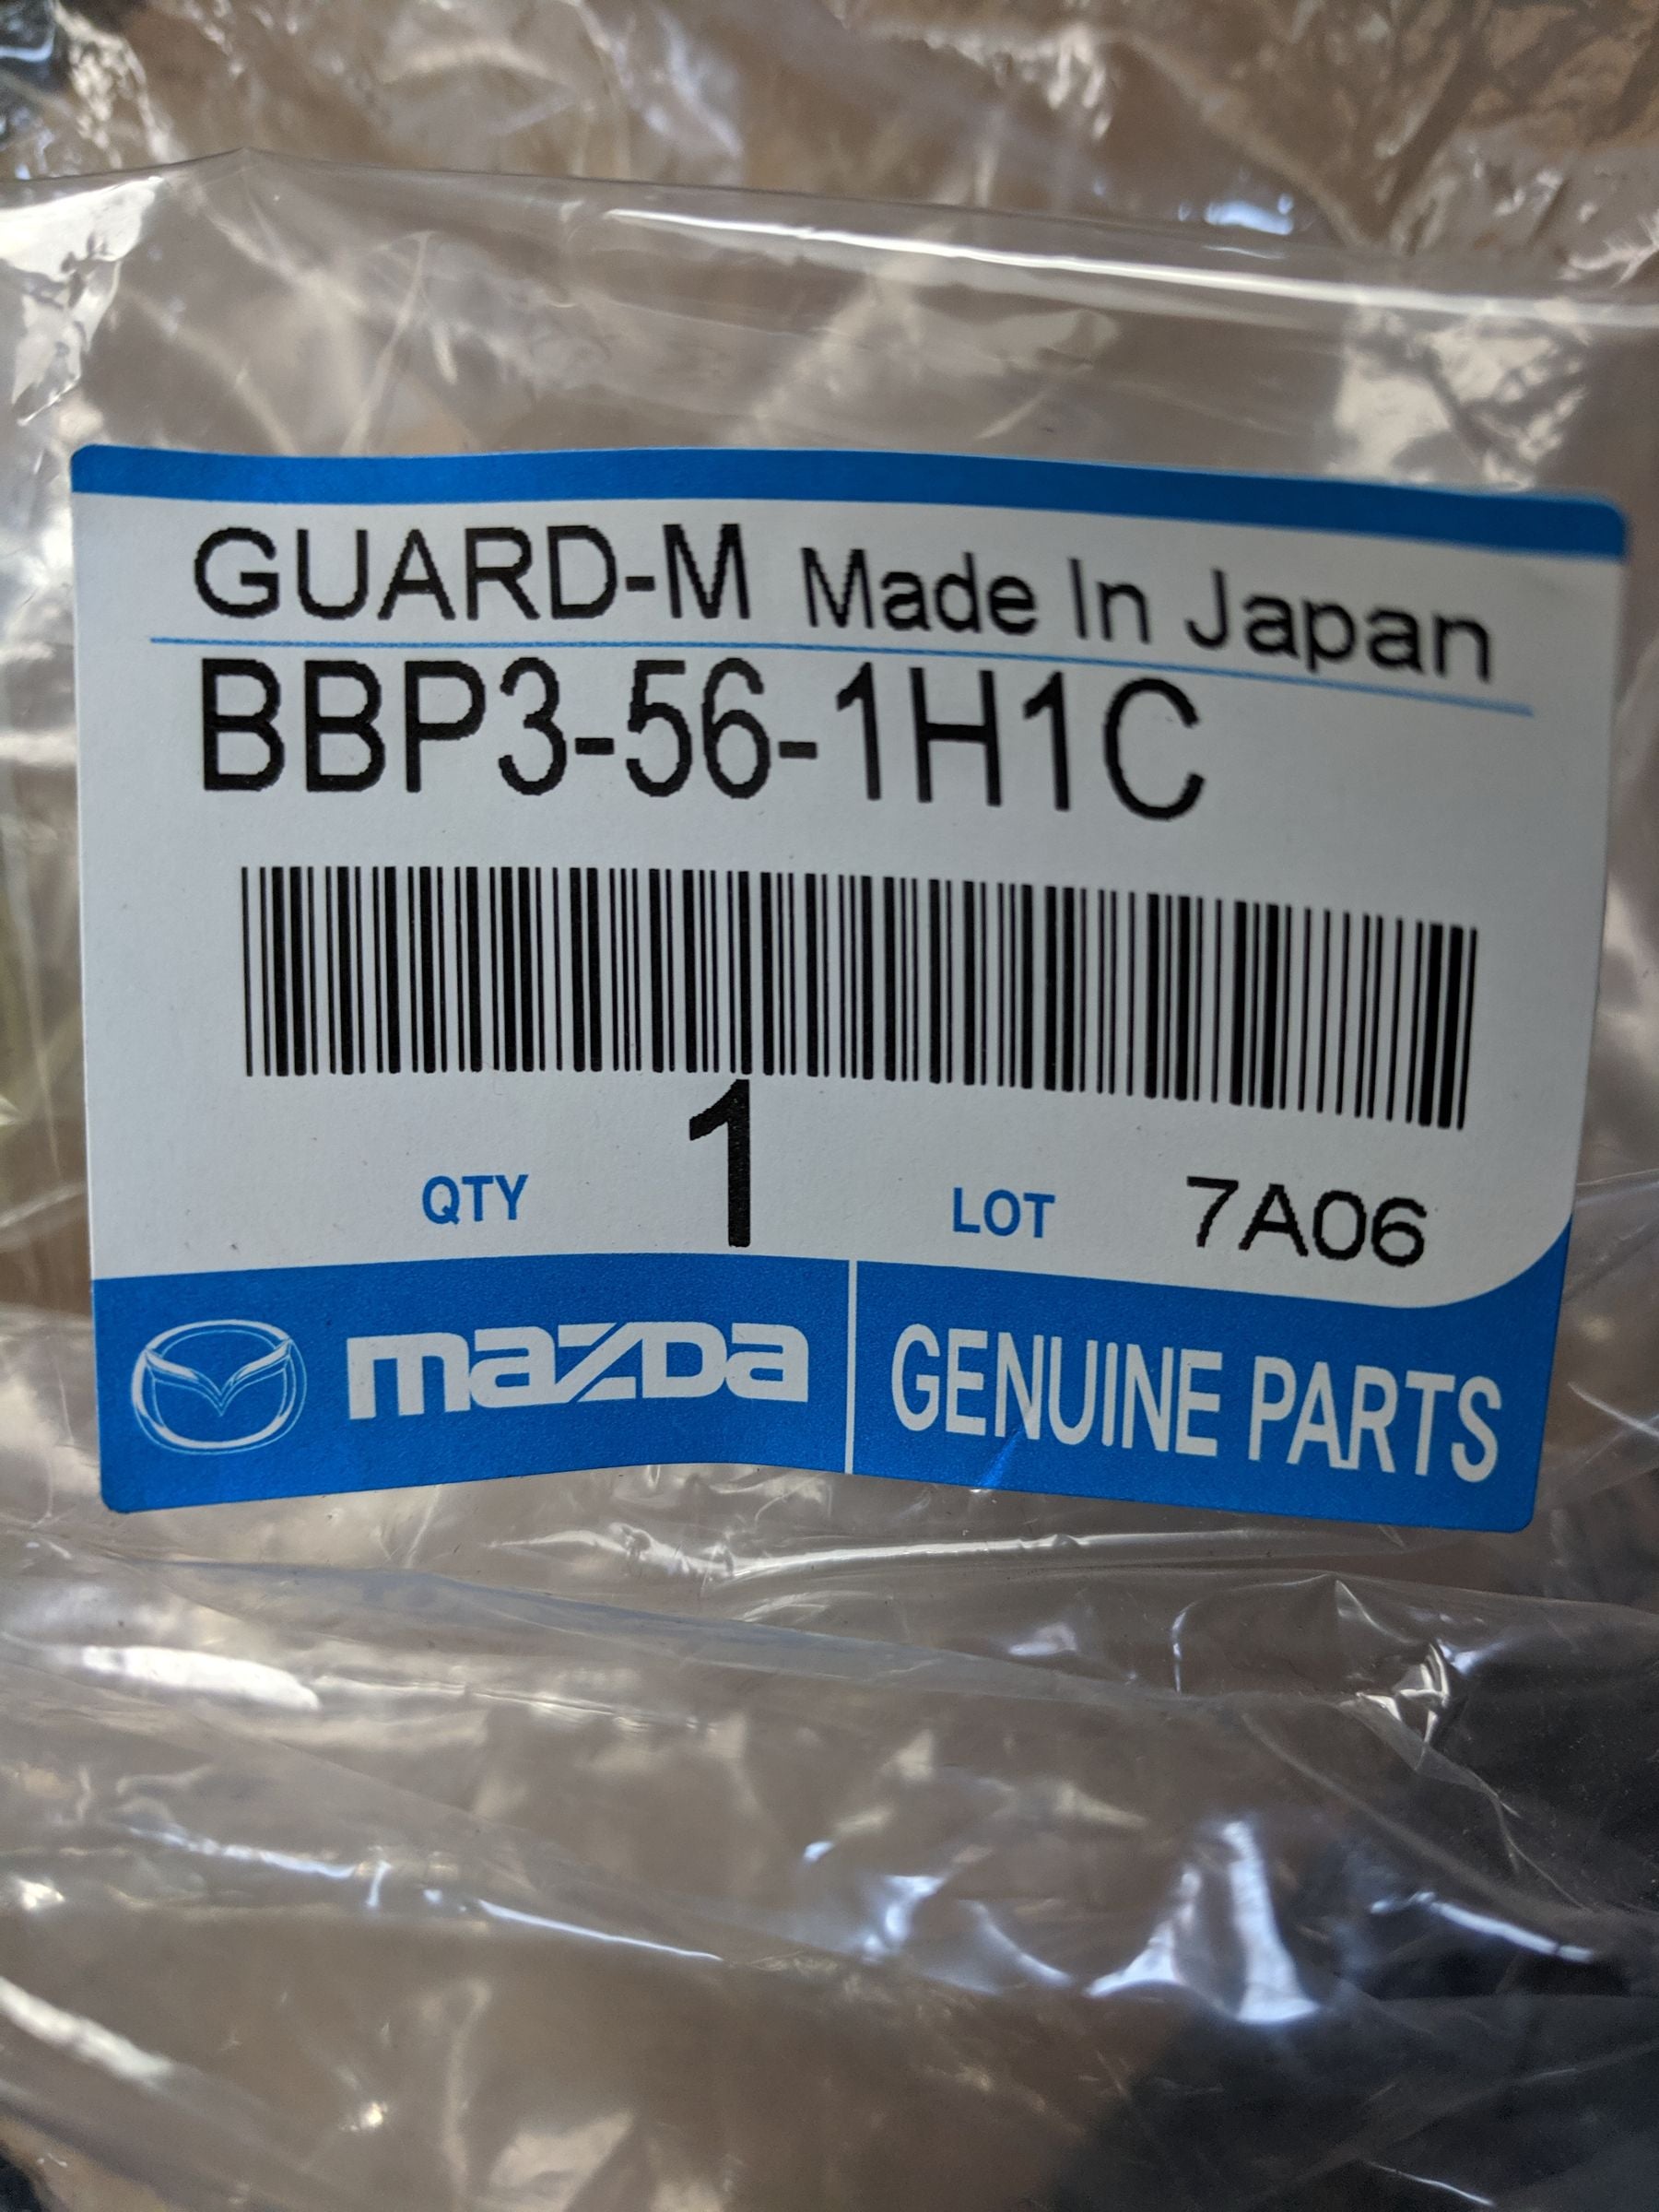 GUARD-M Made In Japan
BBP3-56-1H1C
QTY 1 LOT 7A06
mazda GENUINE PARTS